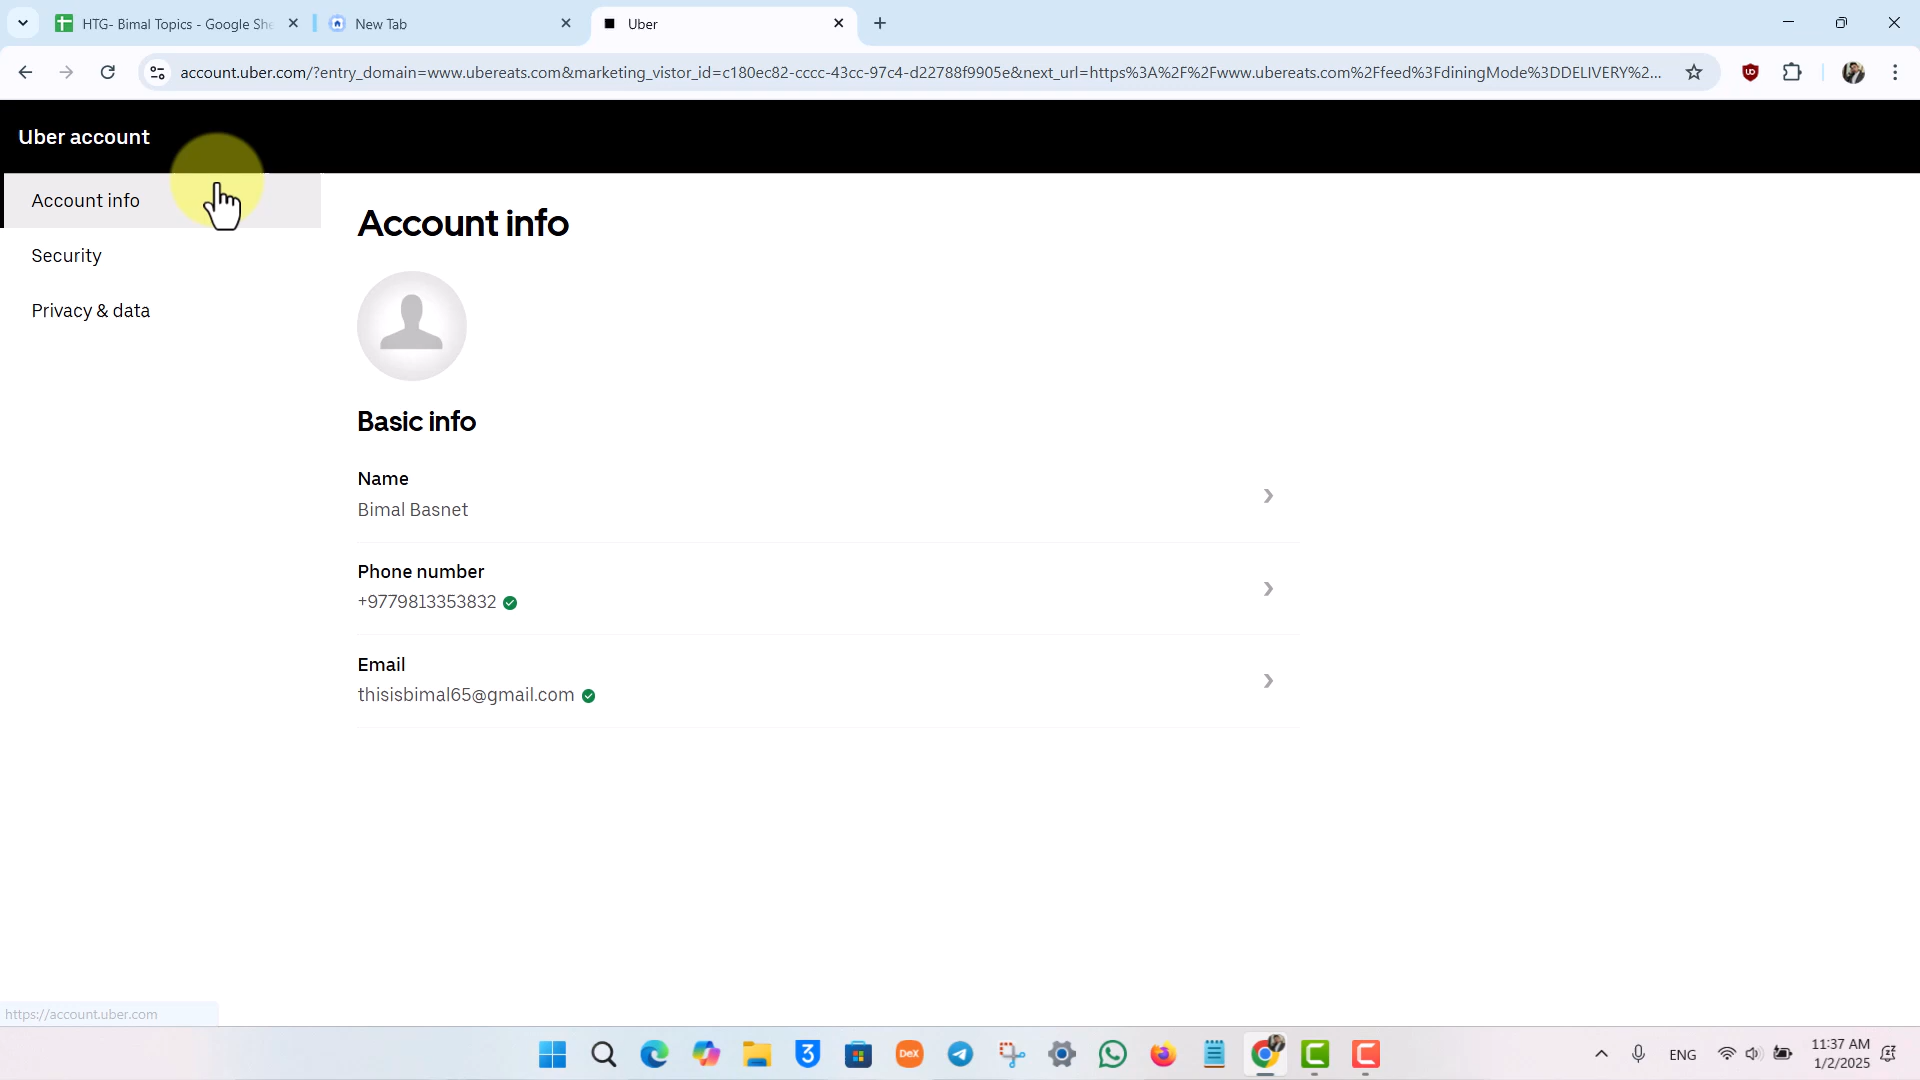 HTG- Bimal Topics - Google She
New Tab
Uber
account.uber.com/?entry_domain=www.ubereats.com&marketing_vistor_id=c180ec82-cccc-43cc-97c4-d22788f9905e&next_url=https%3A%2F%2Fwww.ubereats.com%2Ffeed%3FdiningMode%3DDELIVERY%2...
Uber account
Account info
Security
Privacy & data
Account info
Basic info
Name
Bimal Basnet
Phone number
+9779813353832
Email
thisisbimal65@gmail.com
https://account.uber.com
DeX
ENG
11:37 AM
1/2/2025